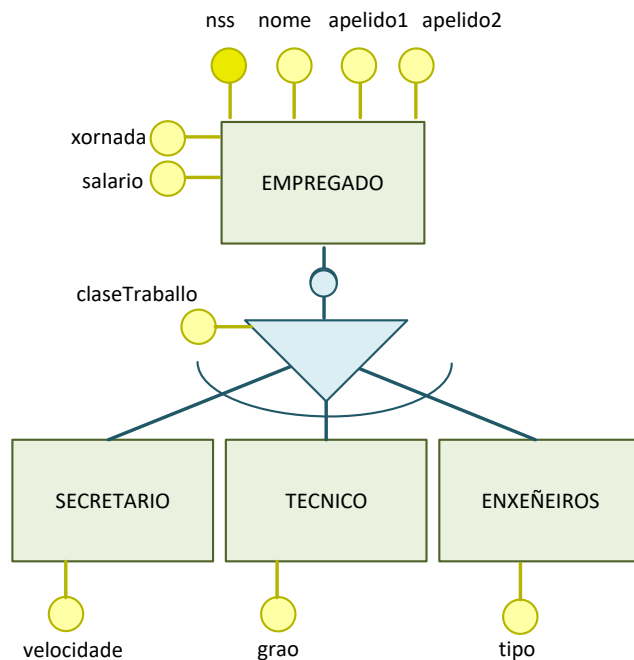 nss nome apelido1 apelido2
xornada
salario
EMPREGADO
claseTraballo
SECRETARIO TECNICO ENXEÑEIROS
velocidade grao tipo